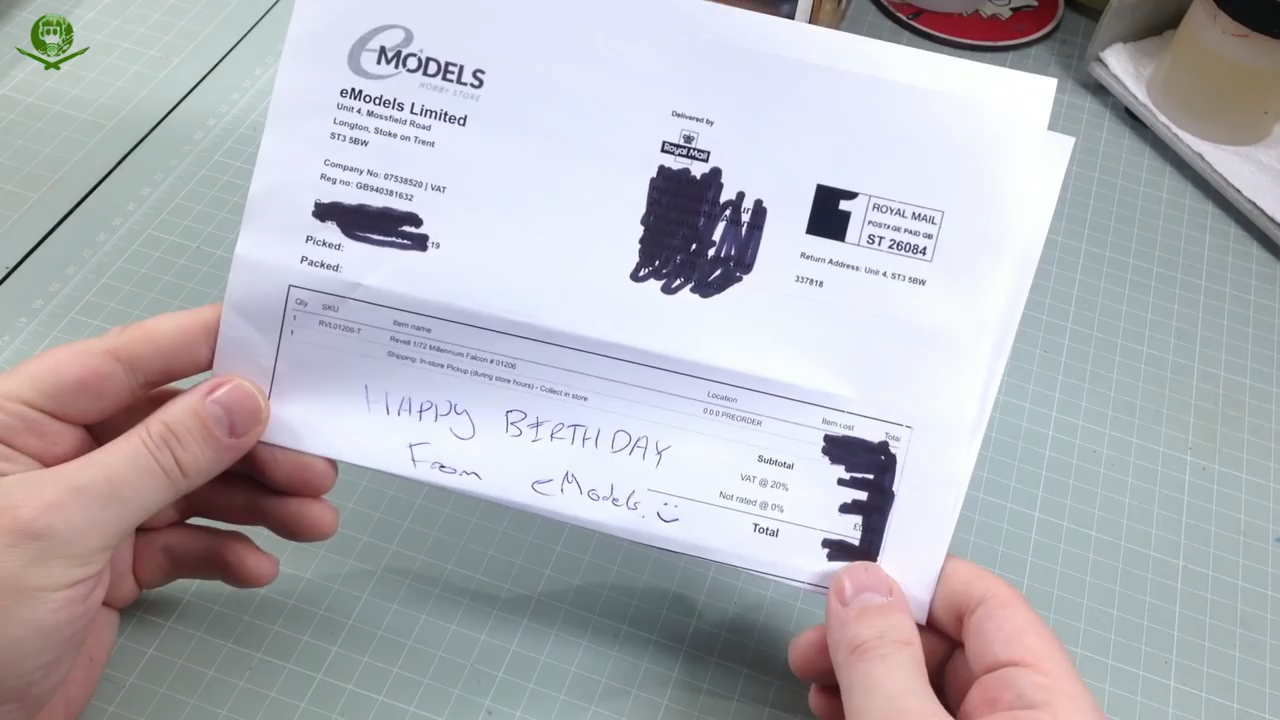 eMODELS
HOBBY STORE
eModels Limited
Unit 4, Mossfield Road
Longton, Stoke on Trent
ST3 5BW
Company No: 07538520 | VAT
Reg no: GB940381632
19
Picked:
Packed:
Delivered by
Royal Mail
1
ROYAL MAIL
POSTAGE PAID GB
ST 26084
Return Address: Unit 4, ST3 5BW
337818
Qty SKU Item name Location Item cost Total
1 RVL01206-T Revell 1/72 Millennium Falcon # 01206 0 0 0 PREORDER
1 Shipping: In-store Pickup (during store hours) - Collect in store
Subtotal
VAT @ 20%
Not rated @ 0%
Total
HAPPY BIRTHDAY
From eModels. :)